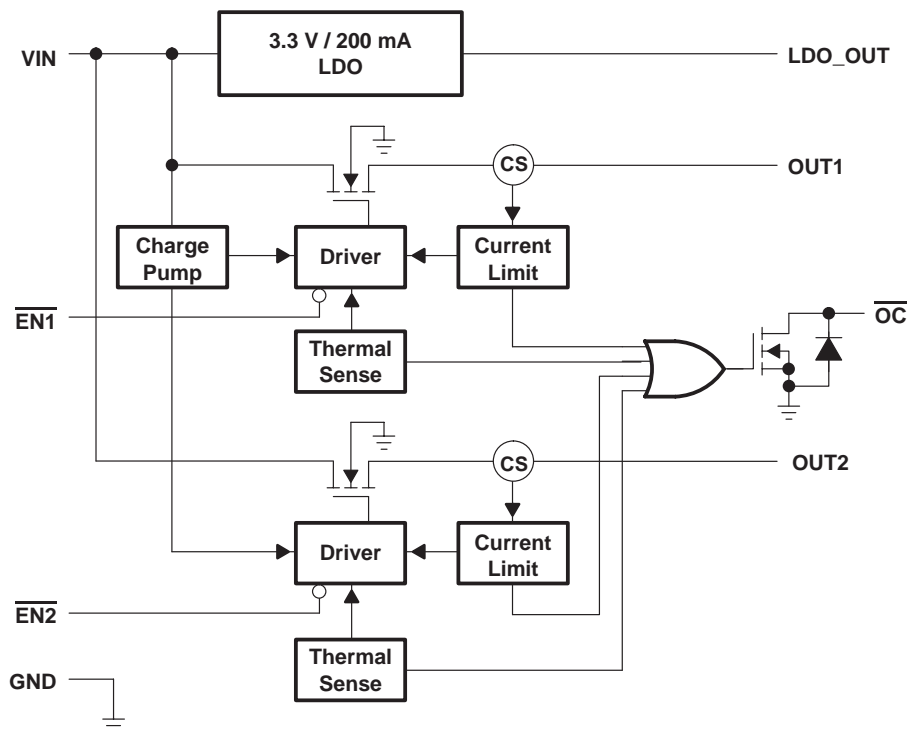 VIN
3.3 V / 200 mA
LDO
LDO_OUT
CS
OUT1
Charge
Pump
Driver
Current
Limit
EN1
OC
Thermal
Sense
CS
OUT2
Driver
Current
Limit
EN2
Thermal
Sense
GND